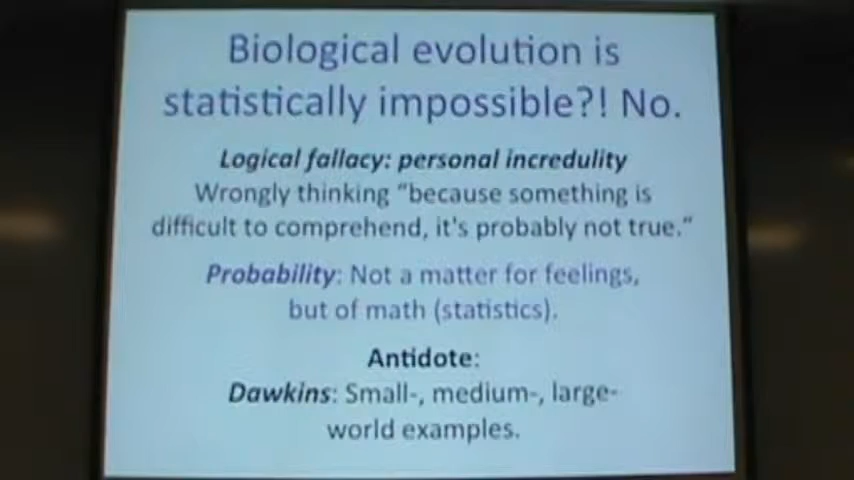 Biological evolution is
statistically impossible?! No.
Logical fallacy: personal incredulity
Wrongly thinking “because something is
difficult to comprehend, it's probably not true.”
Probability: Not a matter for feelings,
but of math (statistics).
Antidote:
Dawkins: Small-, medium-, large-
world examples.